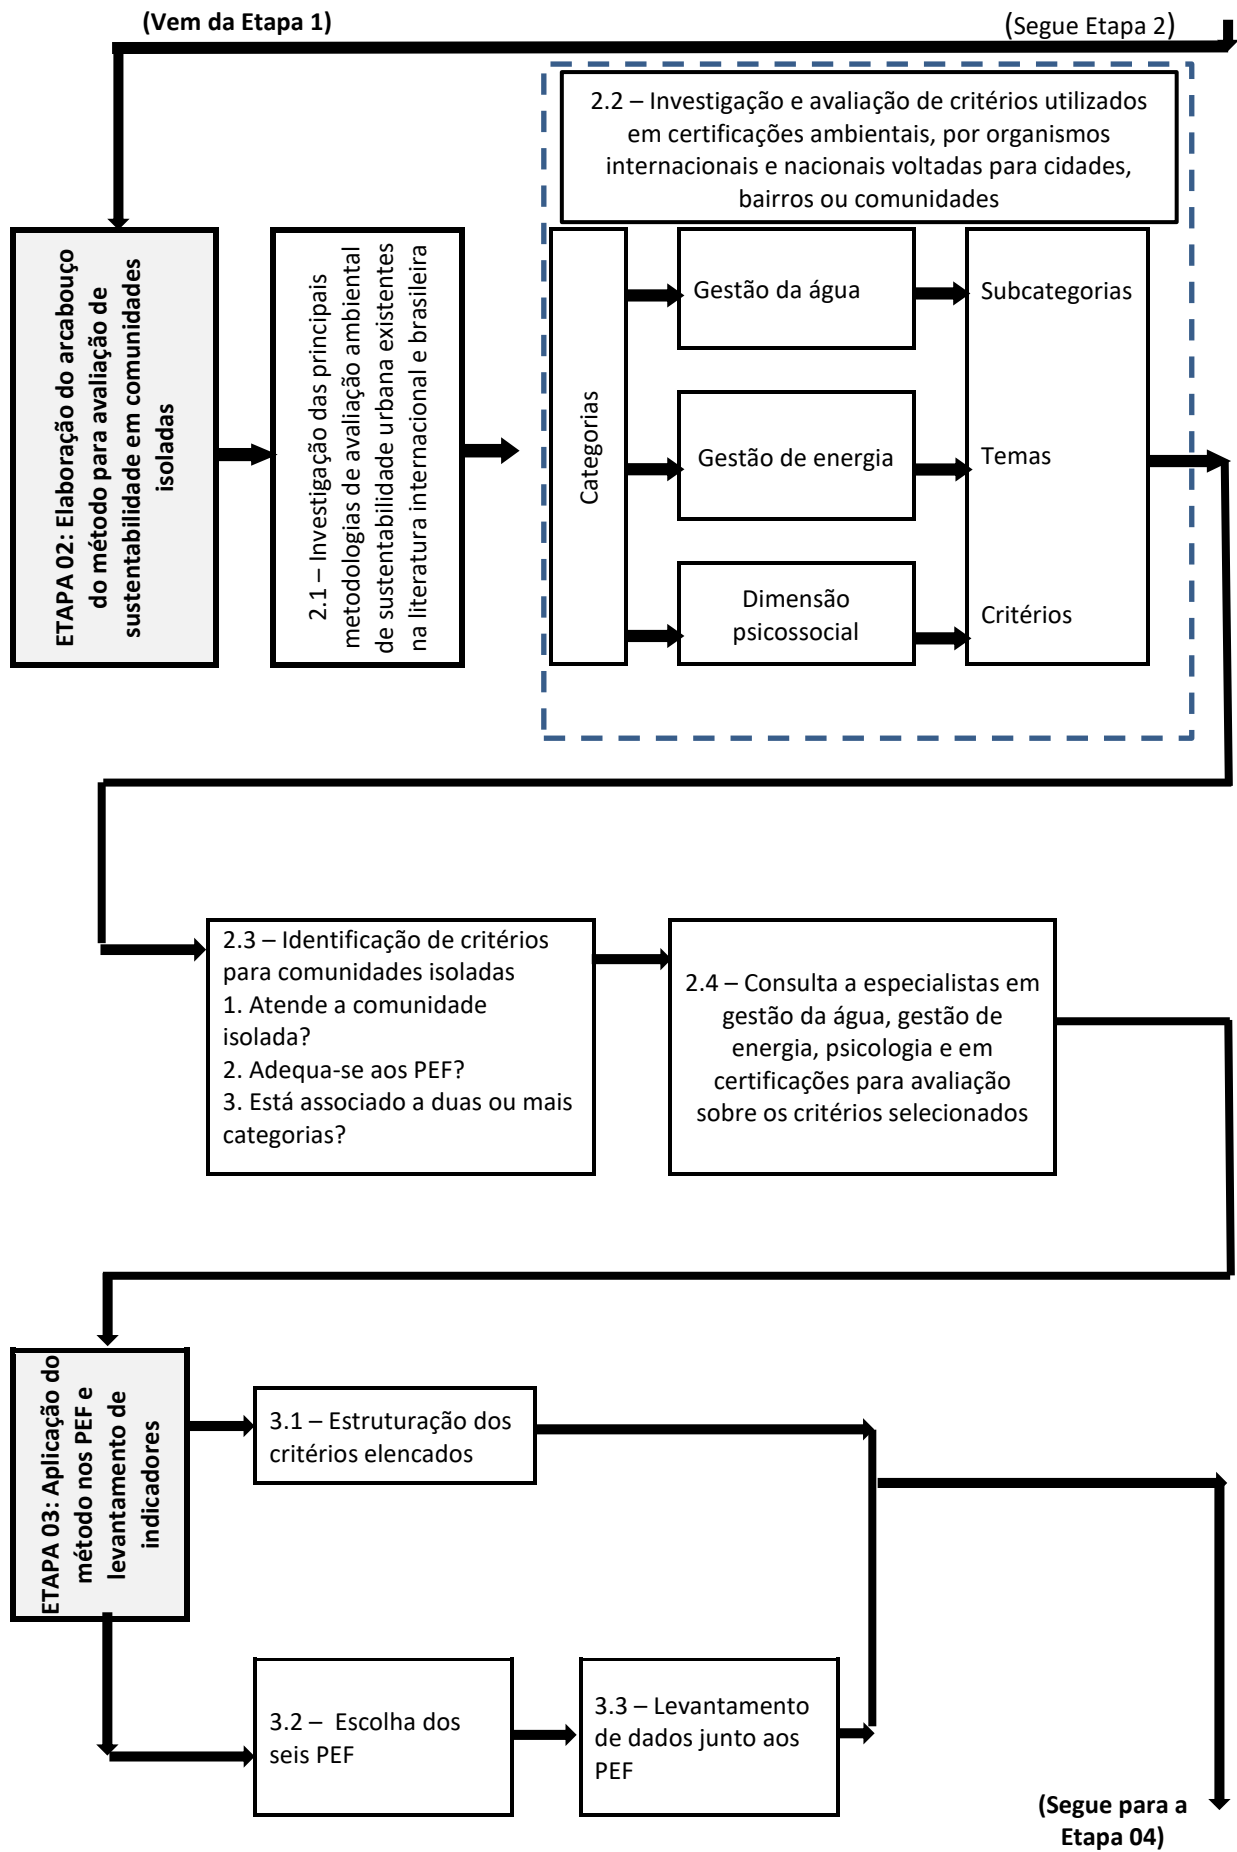 (Vem da Etapa 1)
(Segue Etapa 2)
2.2 – Investigação e avaliação de critérios utilizados
em certificações ambientais, por organismos
internacionais e nacionais voltadas para cidades,
bairros ou comunidades
ETAPA 02: Elaboração do arcabouço
do método para avaliação de
sustentabilidade em comunidades
isoladas
2.1 – Investigação das principais
metodologias de avaliação ambiental
de sustentabilidade urbana existentes
na literatura internacional e brasileira
Categorias
Gestão da água
Gestão de energia
Dimensão
psicossocial
Subcategorias
Temas
Critérios
2.3 – Identificação de critérios
para comunidades isoladas
1. Atende a comunidade
isolada?
2. Adequa-se aos PEF?
3. Está associado a duas ou mais
categorias?
2.4 – Consulta a especialistas em
gestão da água, gestão de
energia, psicologia e em
certificações para avaliação
sobre os critérios selecionados
ETAPA 03: Aplicação do
método nos PEF e
levantamento de
indicadores
3.1 – Estruturação dos
critérios elencados
3.2 – Escolha dos
seis PEF
3.3 – Levantamento
de dados junto aos
PEF
(Segue para a
Etapa 04)